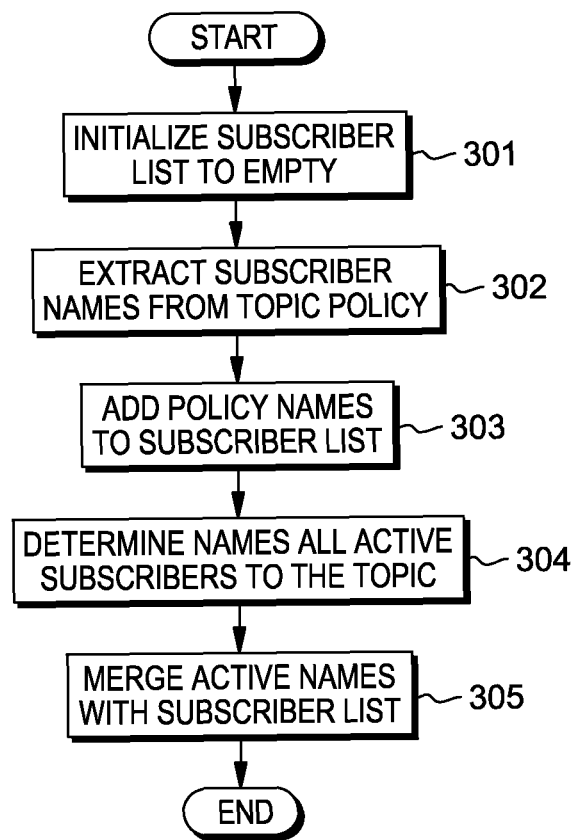 START
INITIALIZE SUBSCRIBER
LIST TO EMPTY
301
EXTRACT SUBSCRIBER
NAMES FROM TOPIC POLICY
302
ADD POLICY NAMES
TO SUBSCRIBER LIST
303
DETERMINE NAMES ALL ACTIVE
SUBSCRIBERS TO THE TOPIC
304
MERGE ACTIVE NAMES
WITH SUBSCRIBER LIST
305
END